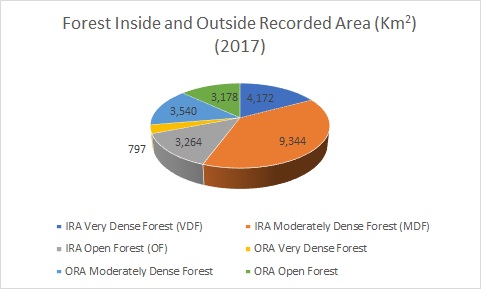 Forest Inside and Outside Recorded Area (Km²)
(2017)
3,178
4,172
3,540
797
3,264
9,344
IRA Very Dense Forest (VDF)
IRA Moderately Dense Forest (MDF)
IRA Open Forest (OF)
ORA Very Dense Forest
ORA Moderately Dense Forest
ORA Open Forest